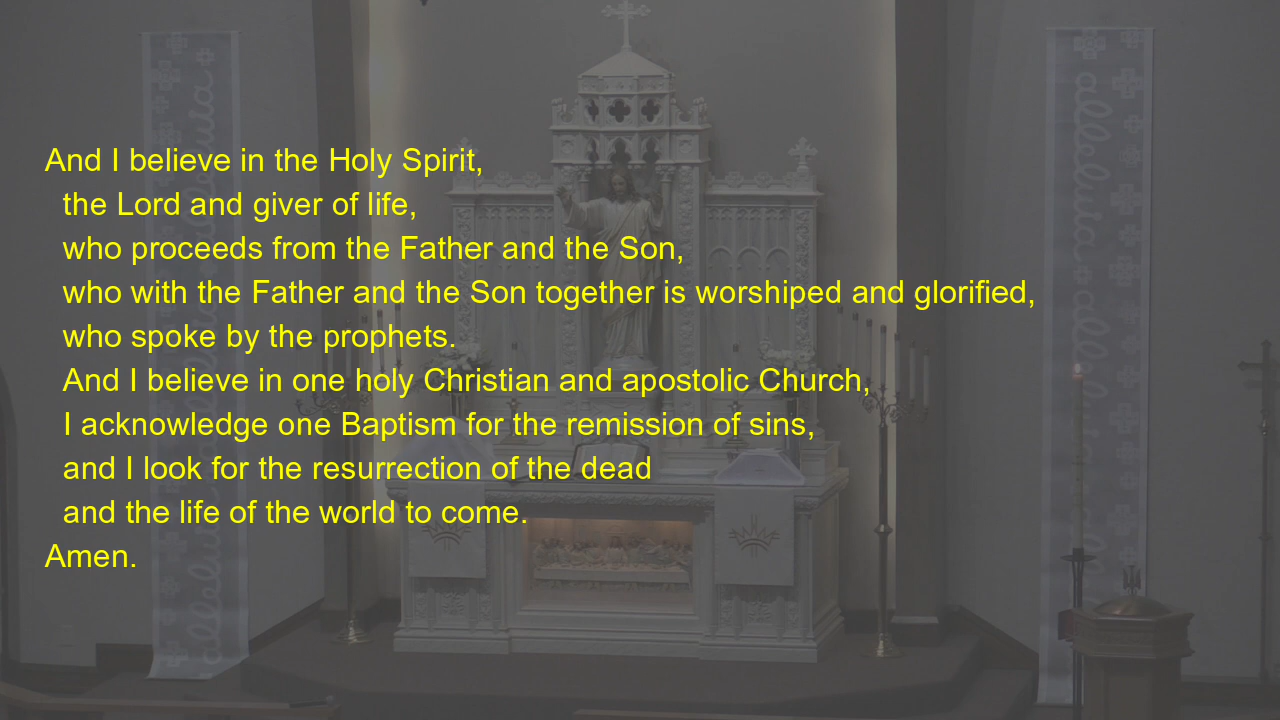 And I believe in the Holy Spirit,
the Lord and giver of life,
who proceeds from the Father and the Son,
who with the Father and the Son together is worshiped and glorified,
who spoke by the prophets.
And I believe in one holy Christian and apostolic Church,
I acknowledge one Baptism for the remission of sins,
and I look for the resurrection of the dead
and the life of the world to come.
Amen.
alleluia
alleluia